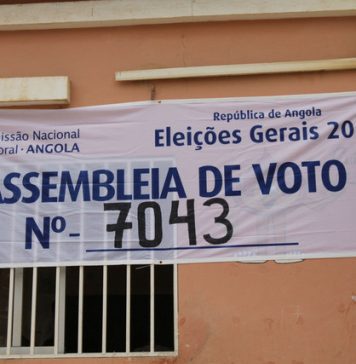 issão Nacional
oral · ANGOLA
República de Angola
Eleições Gerais 20
ASSEMBLEIA DE VOTO
Nº- 7043